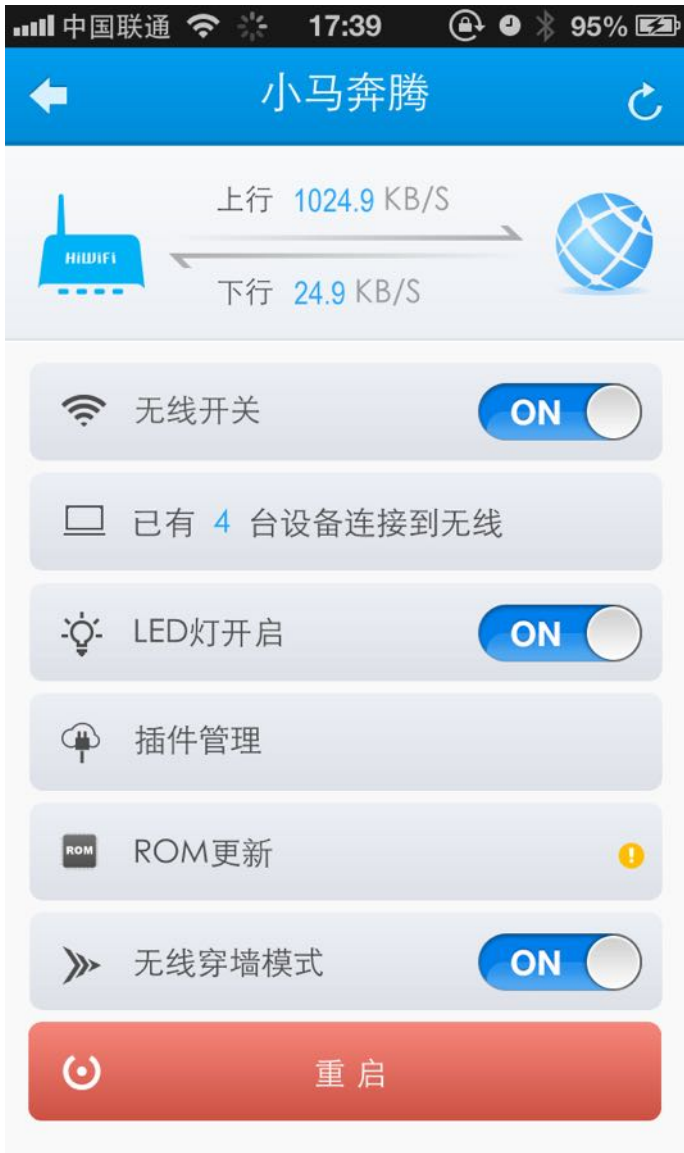 中国联通 17:39 95%
小马奔腾
上行 1024.9 KB/S
HiWiFi
下行 24.9 KB/S
无线开关 ON
已有 4 台设备连接到无线
LED灯开启 ON
插件管理
ROM ROM更新
无线穿墙模式 ON
重启